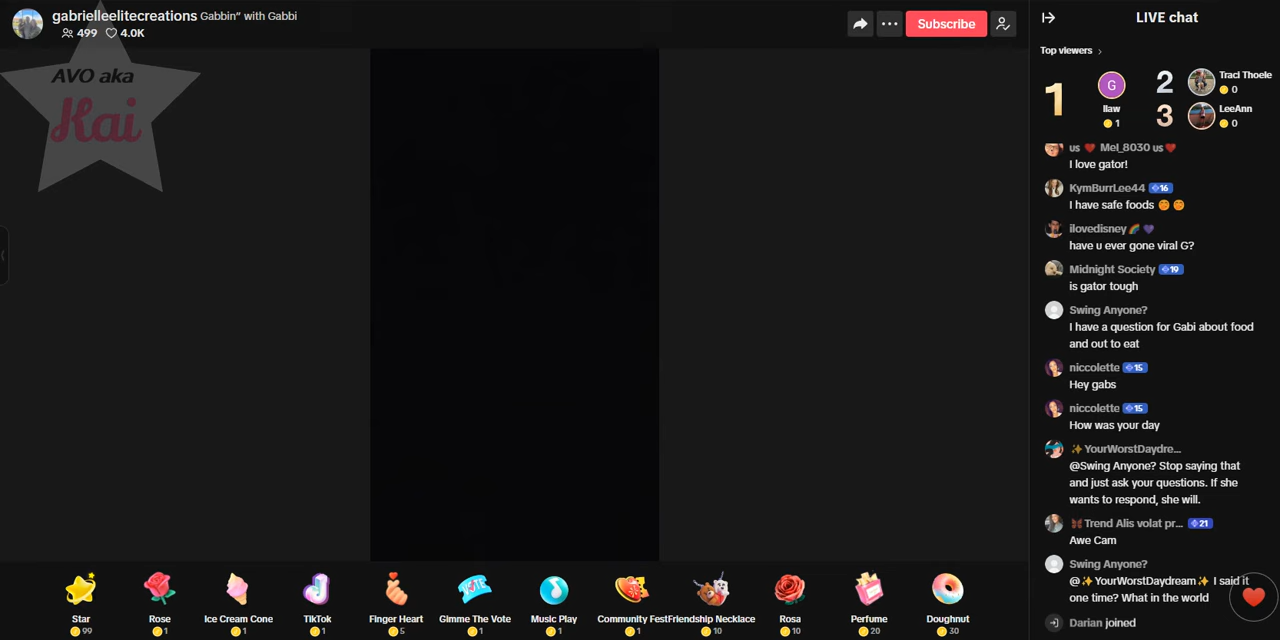 gabrielleelitecreations Gabbin" with Gabbi
499 4.0K
Subscribe
AVO aka
Kai
LIVE chat
Top viewers
1
G
Ilaw
1
2
Traci Thoele
0
3
LeeAnn
0
us ❤️ Mel_8030 us❤️
I love gator!
KymBurrLee44 16
I have safe foods 🥰 🥰
ilovedisney🌈💜
have u ever gone viral G?
Midnight Society 19
is gator tough
Swing Anyone?
I have a question for Gabi about food
and out to eat
niccolette 15
Hey gabs
niccolette 15
How was your day
✨YourWorstDaydre...
@Swing Anyone? Stop saying that
and just ask your questions. If she
wants to respond, she will.
🦋Trend Alis volat pr... 21
Awe Cam
Swing Anyone?
@✨YourWorstDaydream✨ I said it
one time? What in the world
Darian joined
Star
99
Rose
1
Ice Cream Cone
1
TikTok
1
Finger Heart
5
Gimme The Vote
1
Music Play
1
Community Fest
1
Friendship Necklace
10
Rosa
10
Perfume
20
Doughnut
30